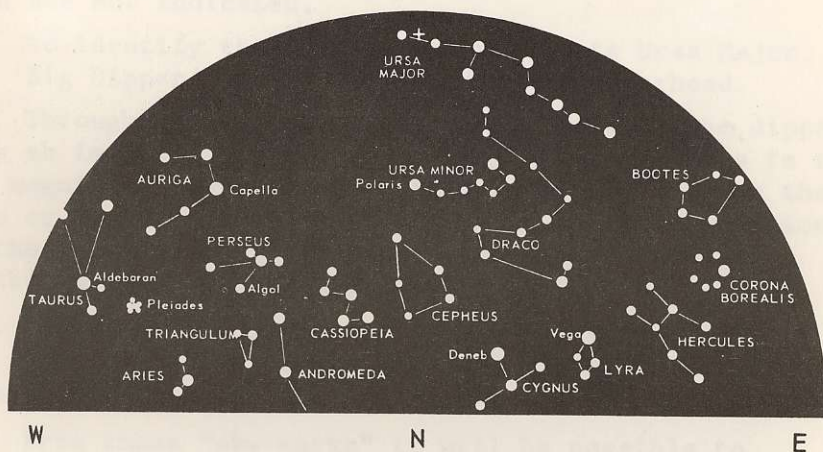 URSA
MAJOR
AURIGA
Capella
URSA MINOR
Polaris
BOOTES
PERSEUS
DRACO
Aldebaran
Algol
TAURUS
Pleiades
CORONA
BOREALIS
CEPHEUS
CASSIOPEIA
TRIANGULUM
Vega
HERCULES
Deneb
LYRA
ARIES
ANDROMEDA
CYGNUS
W N E